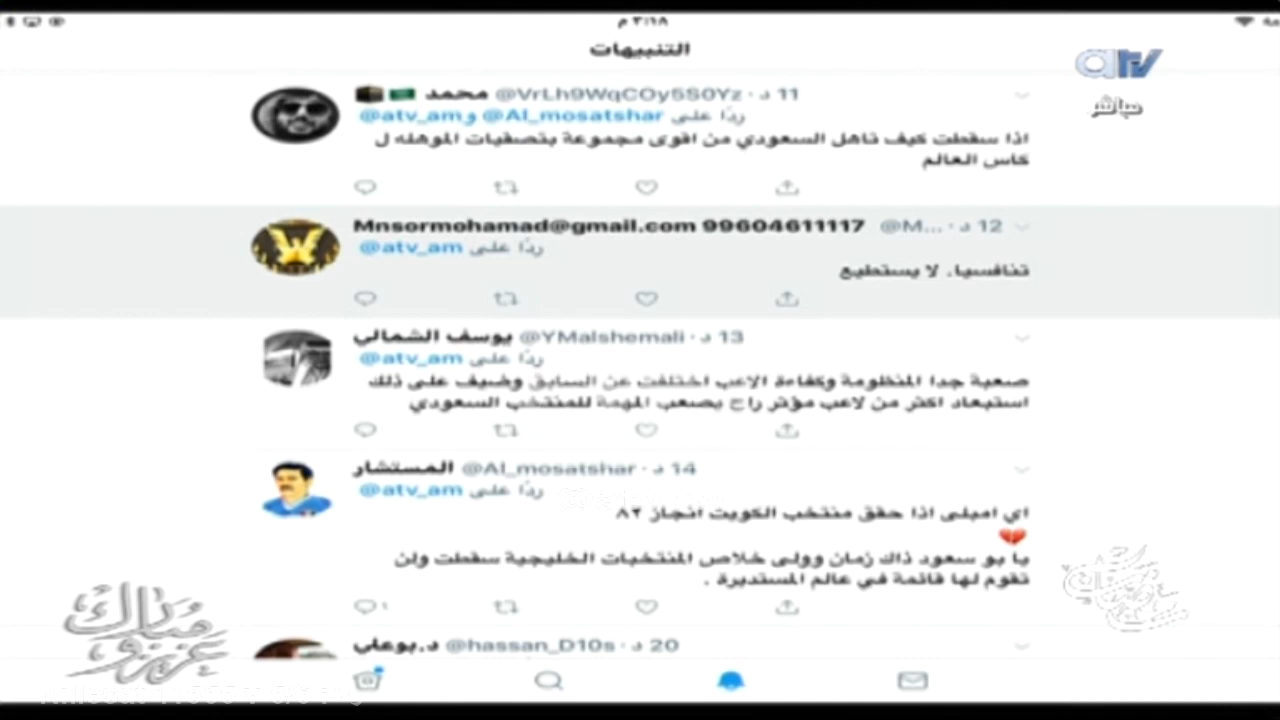 ٣:١٨ م
التنبيهات
atv
مباشر
محمد @VrLh9WqCOy5S0Yz · 11 د
ردًا على @Al_mosatshar و @atv_am
اذا سقطت كيف تاهل السعودي من اقوى مجموعة بتصفيات الموهله ل
كاس العالم
Mnsormohamad@gmail.com 99604611117 @M... · 12 د
ردًا على @atv_am
تنافسيا. لا يستطيع
يوسف الشمالي @YMalshemali · 13 د
ردًا على @atv_am
صعبة جدا المنظومة وكفاءة الاعب اختلفت عن السابق وضيف على ذلك
استبعاد اكثر من لاعب مؤثر راح يصعب المهمة للمنتخب السعودي
المستشار @Al_mosatshar · 14 د
ردًا على @atv_am
اي امبلى اذا حقق منتخب الكويت انجاز ٨٢
💔
يا بو سعود ذاك زمان وولى خلاص المنتخبات الخليجية سقطت ولن
تقوم لها قائمة في عالم المستديرة .
١
د.بوعلي @hassan_D10s · 20 د
مبارك
عزيزو